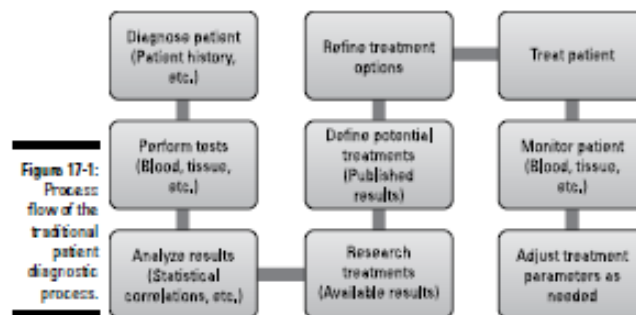 Diagnose patient
(Patient history,
etc.)
Perform tests
(Blood, tissue,
etc.)
Analyze results
(Statistical
correlations, etc.)
Research
treatments
(Available results)
Define potential
treatments
(Published
results)
Refine treatment
options
Treat patient
Monitor patient
(Blood, tissue,
etc.)
Adjust treatment
parameters as
needed
Figure 17-1:
Process
flow of the
traditional
patient
diagnostic
process.